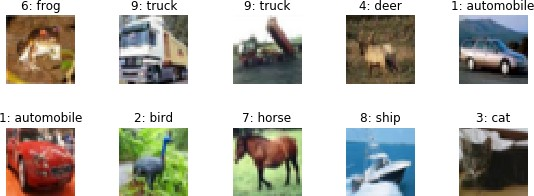 6: frog
9: truck
9: truck
4: deer
1: automobile
1: automobile
2: bird
7: horse
8: ship
3: cat